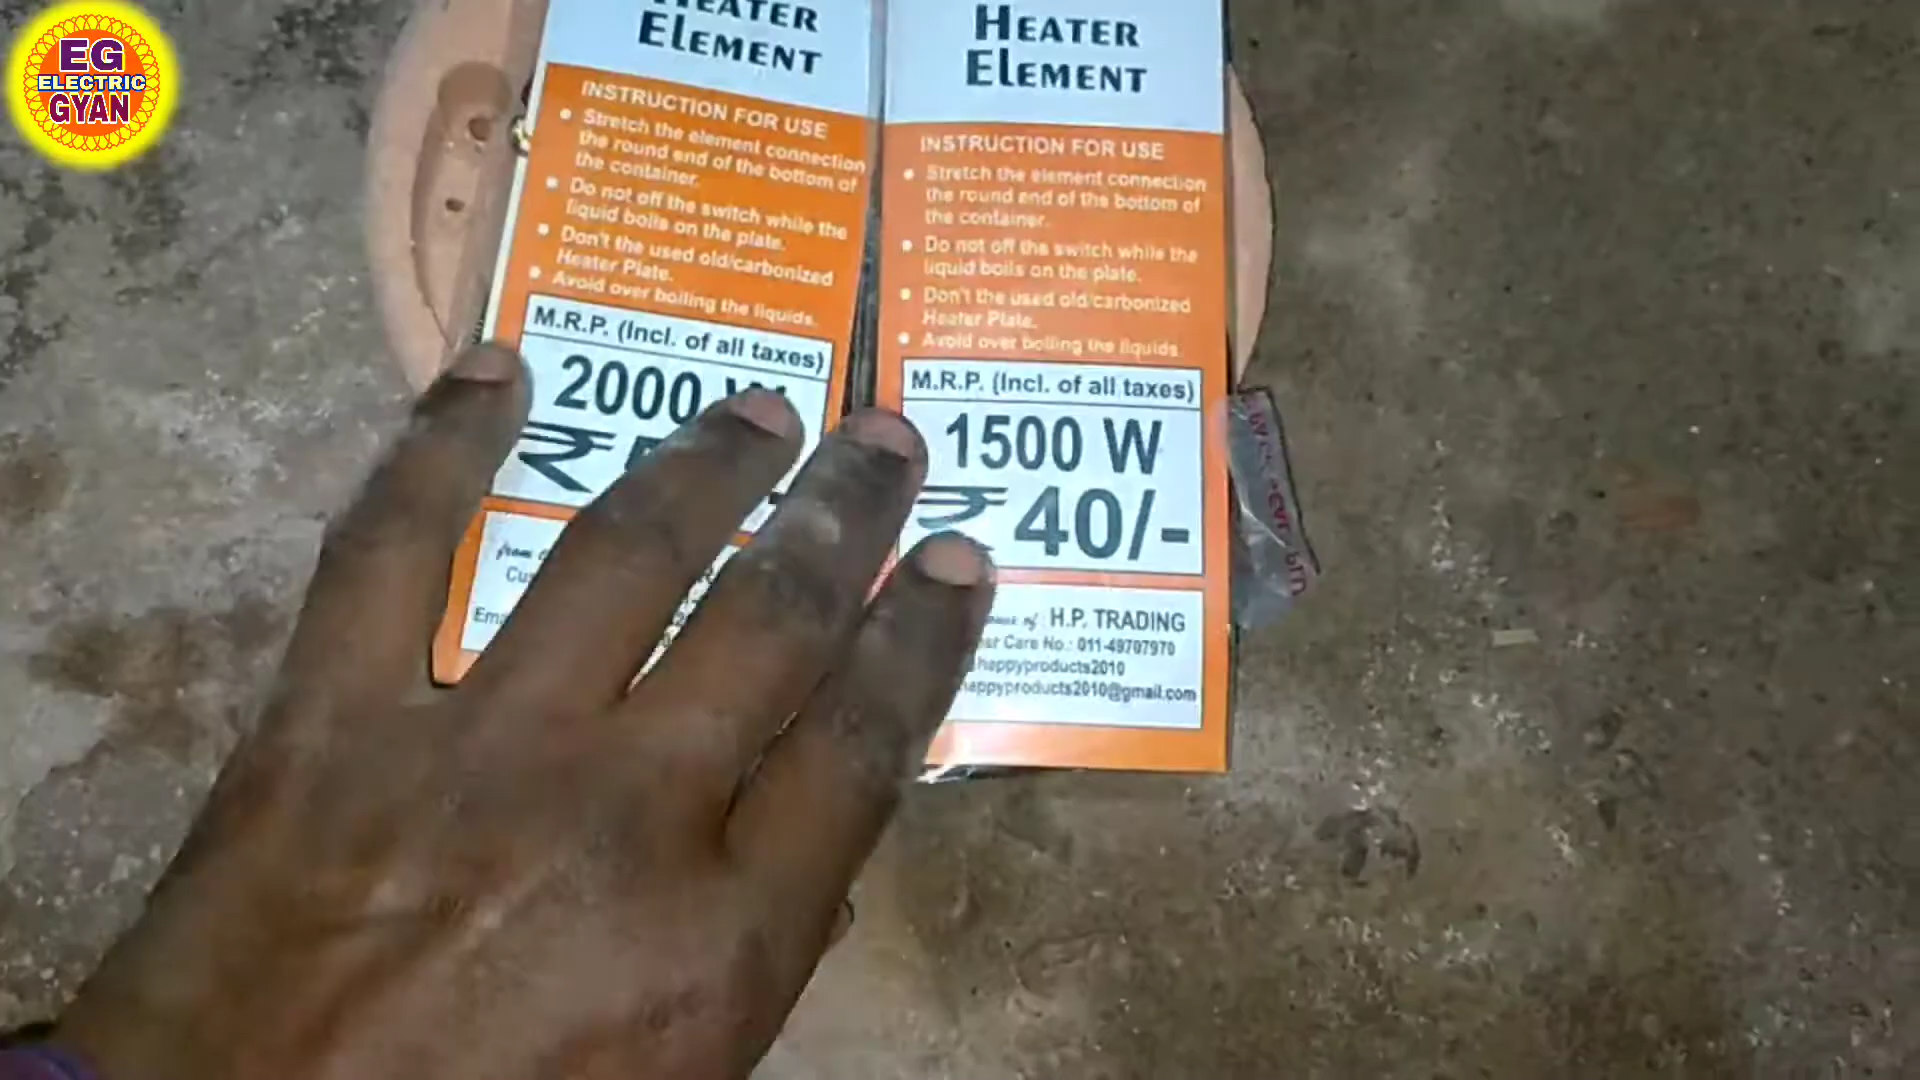 EG
ELECTRIC
GYAN
HEATER
ELEMENT
INSTRUCTION FOR USE
Stretch the element connection
the round end of the bottom of
the container.
Do not off the switch while the
liquid boils on the plate.
Don't the used old/carbonized
Heater Plate.
Avoid over boiling the liquids.
M.R.P. (Incl. of all taxes)
2000 W
₹
HEATER
ELEMENT
INSTRUCTION FOR USE
Stretch the element connection
the round end of the bottom of
the container.
Do not off the switch while the
liquid boils on the plate.
Don't the used old/carbonized
Heater Plate.
Avoid over boiling the liquids.
M.R.P. (Incl. of all taxes)
1500 W
₹ 40/-
of : H.P. TRADING
Care No.: 011-49707970
happyproducts2010
happyproducts2010@gmail.com